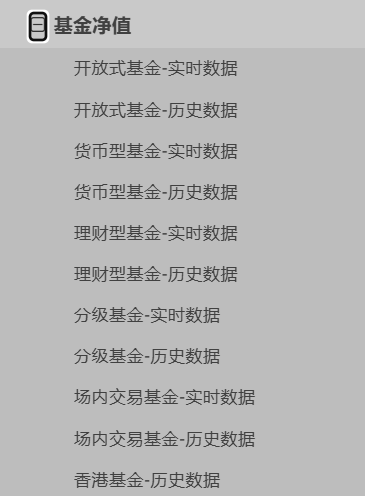 基金净值
开放式基金-实时数据
开放式基金-历史数据
货币型基金-实时数据
货币型基金-历史数据
理财型基金-实时数据
理财型基金-历史数据
分级基金-实时数据
分级基金-历史数据
场内交易基金-实时数据
场内交易基金-历史数据
香港基金-历史数据